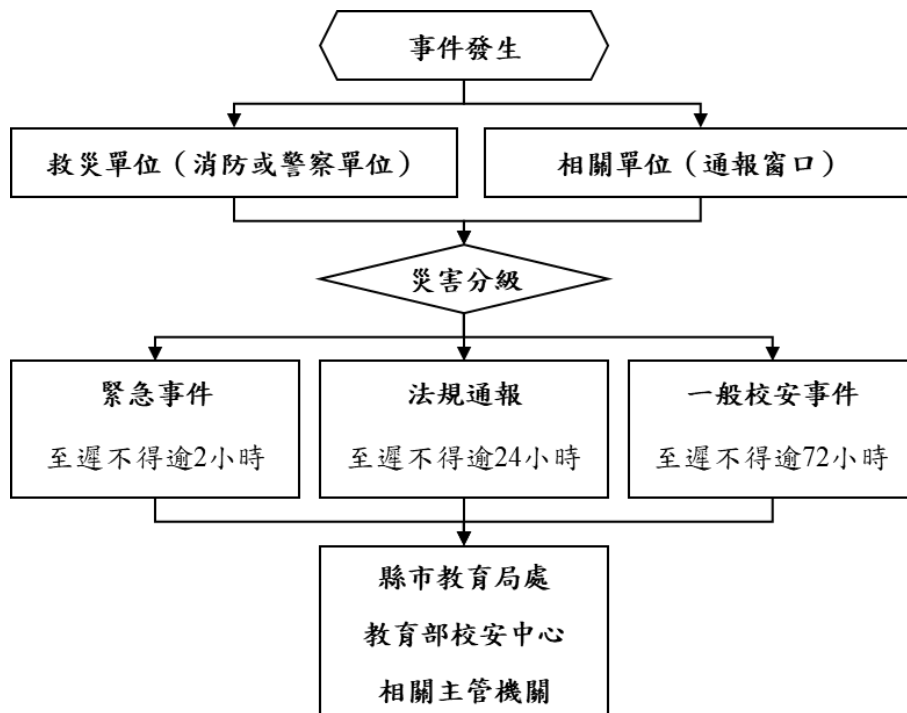 事件發生
救災單位（消防或警察單位）
相關單位（通報窗口）
災害分級
緊急事件
至遲不得逾2小時
法規通報
至遲不得逾24小時
一般校安事件
至遲不得逾72小時
縣市教育局處
教育部校安中心
相關主管機關